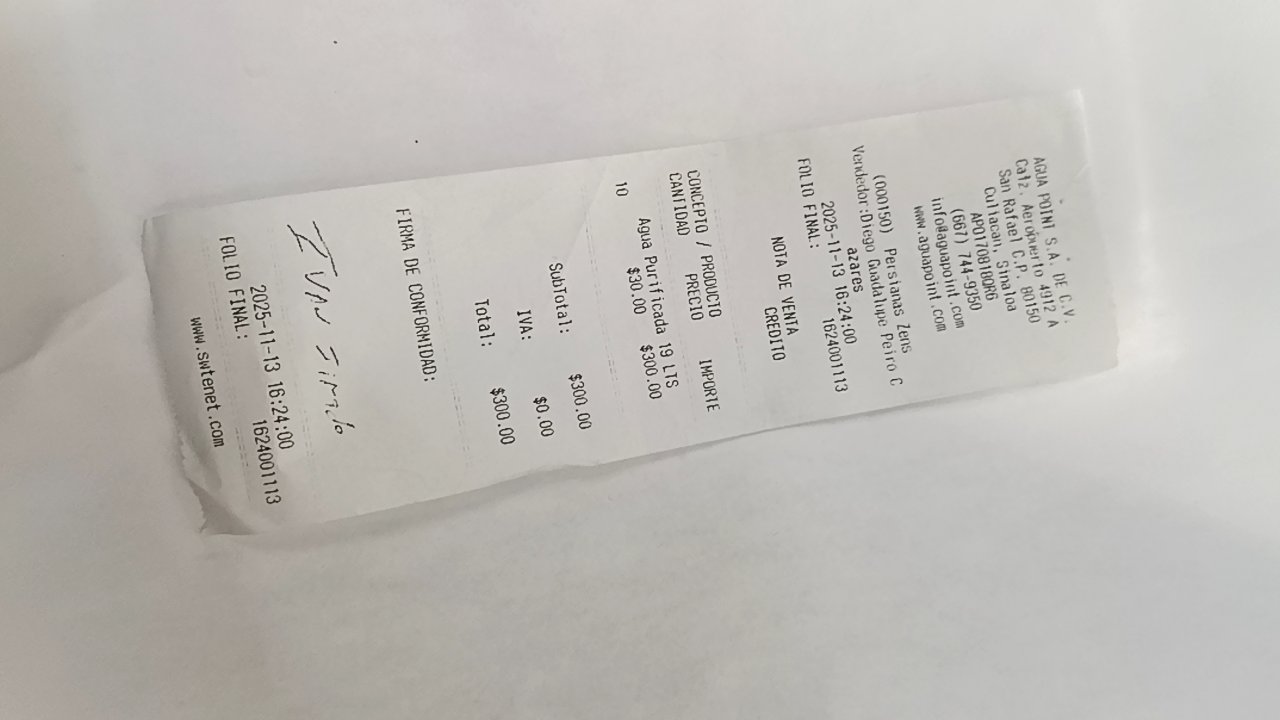 AGUA POINT S.A. DE C.V.
Calz. Aeropuerto 4912 A
San Rafael C.P. 80150
Culiacan, Sinaloa
APO1708180R6
(667) 744-9350
info@aguapoint.com
www.aguapoint.com
(000150) Persianas Zens
Vendedor:Diego Guadalupe Peiro C
azares
2025-11-13 16:24:00
FOLIO FINAL: 1624001113
NOTA DE VENTA
CREDITO
CONCEPTO / PRODUCTO
CANTIDAD PRECIO IMPORTE
Agua Purificada 19 LTS
10 $30.00 $300.00
SubTotal: $300.00
IVA: $0.00
Total: $300.00
FIRMA DE CONFORMIDAD:
IVAN
2025-11-13 16:24:00
FOLIO FINAL: 1624001113
www.swtenet.com